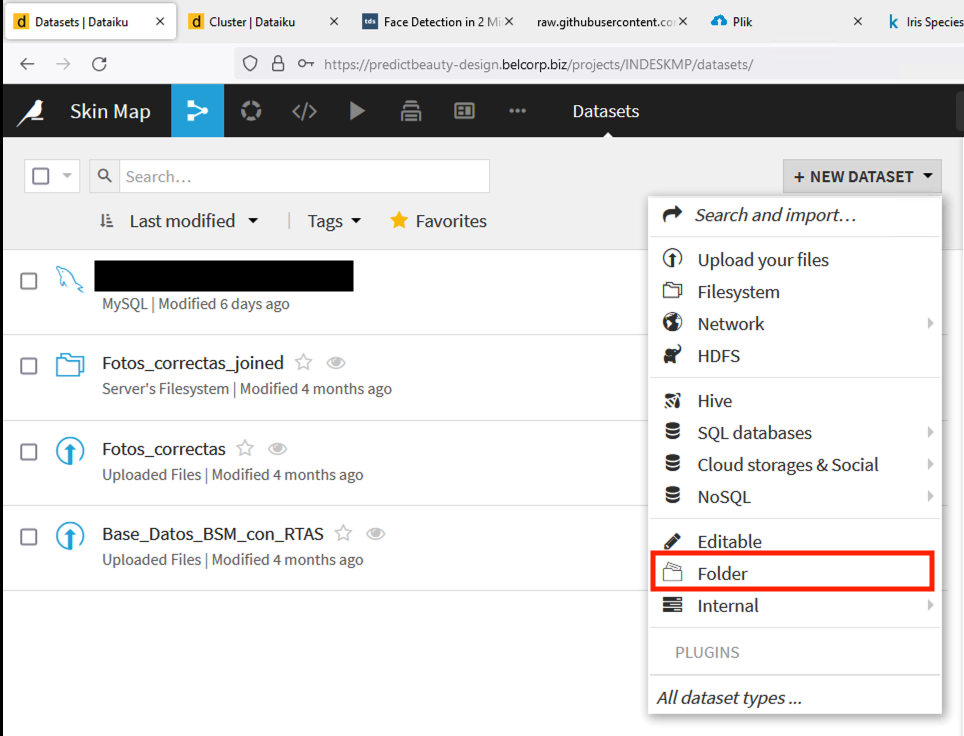 Datasets | Dataiku
Cluster | Dataiku
Face Detection in 2 Mi
raw.githubusercontent.co
Plik
Iris Species
https://predictbeauty-design.belcorp.biz/projects/INDESKMP/datasets/
Skin Map
Datasets
Search…
+ NEW DATASET
Last modified
Tags
Favorites
Search and import…
Upload your files
Filesystem
Network
HDFS
Hive
SQL databases
Cloud storages & Social
NoSQL
Editable
Folder
Internal
PLUGINS
All dataset types ...
MySQL | Modified 6 days ago
Fotos_correctas_joined
Server's Filesystem | Modified 4 months ago
Fotos_correctas
Uploaded Files | Modified 4 months ago
Base_Datos_BSM_con_RTAS
Uploaded Files | Modified 4 months ago